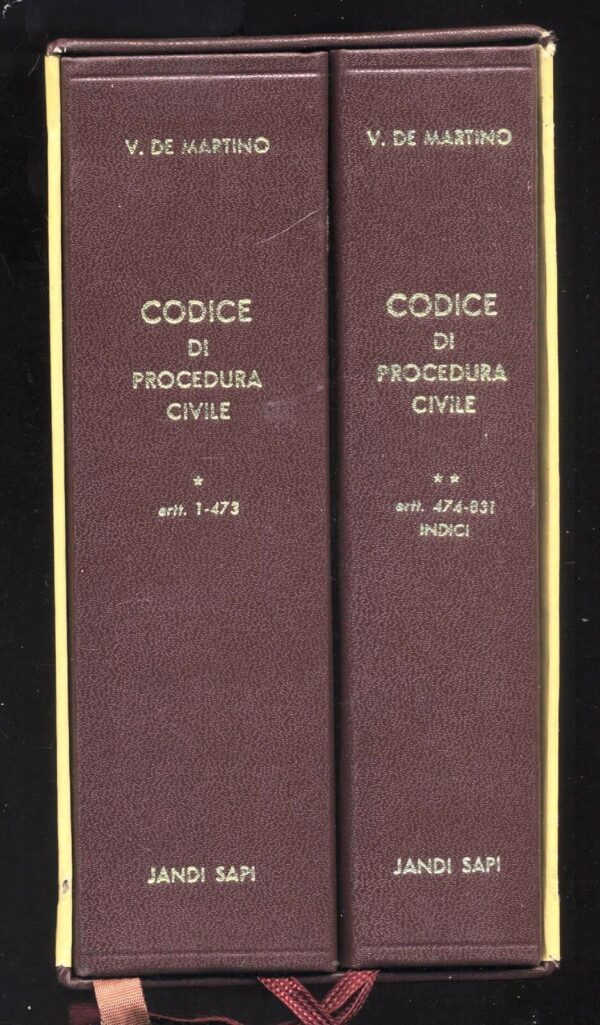 V. DE MARTINO
CODICE
DI
PROCEDURA
CIVILE
*
artt. 1-473
JANDI SAPI
V. DE MARTINO
CODICE
DI
PROCEDURA
CIVILE
* *
artt. 474-831
INDICI
JANDI SAPI